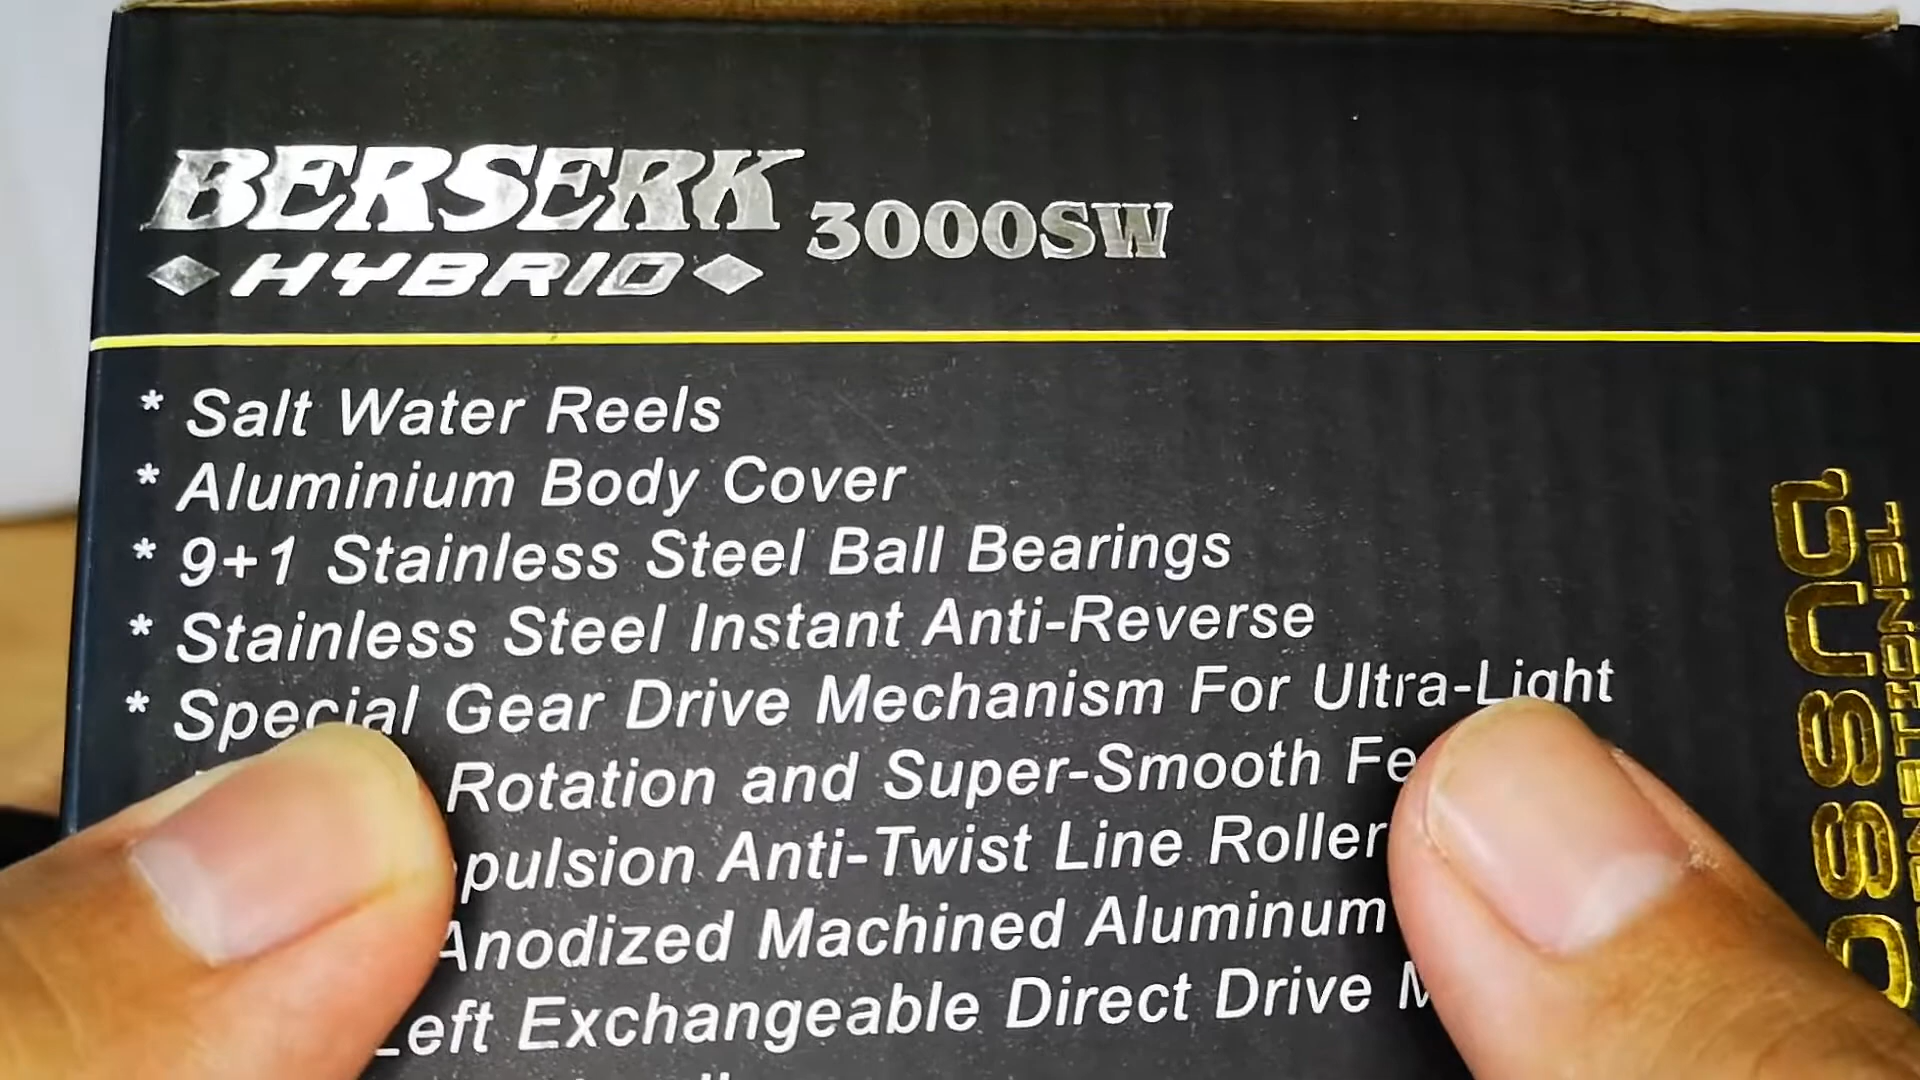 BERSERK 3000SW
HYBRID
* Salt Water Reels
* Aluminium Body Cover
* 9+1 Stainless Steel Ball Bearings
* Stainless Steel Instant Anti-Reverse
* Special Gear Drive Mechanism For Ultra-Light
Rotation and Super-Smooth
Anti-Twist Line Roller
Anodized Machined Aluminum
Left Exchangeable Direct Drive